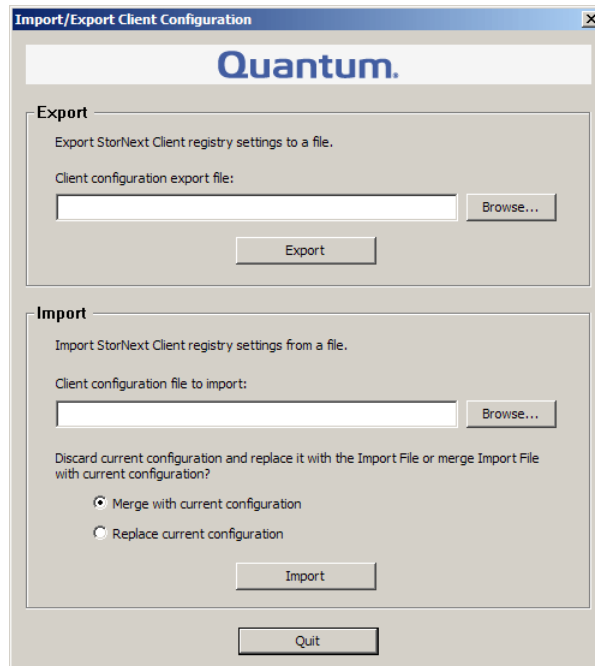 Import/Export Client Configuration
Quantum.
Export
Export StorNext Client registry settings to a file.
Client configuration export file:
Browse...
Export
Import
Import StorNext Client registry settings from a file.
Client configuration file to import:
Browse...
Discard current configuration and replace it with the Import File or merge Import File
with current configuration?
Merge with current configuration
Replace current configuration
Import
Quit